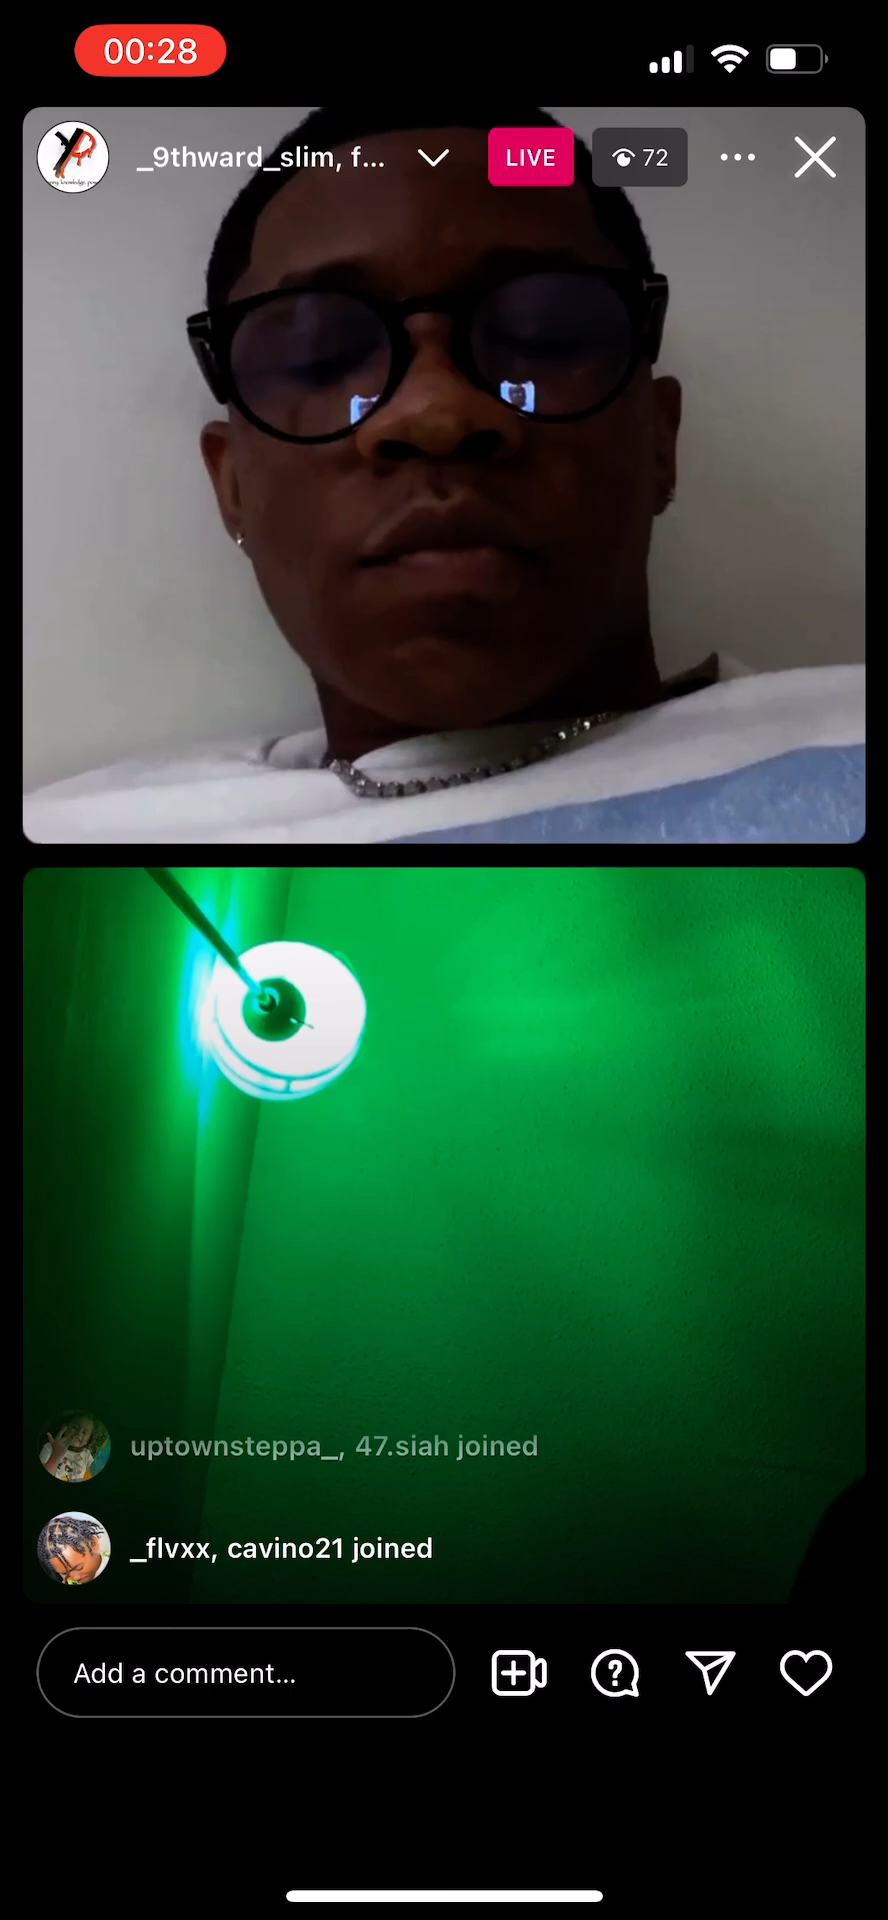 00:28
_9thward_slim, f...
LIVE
72
uptownsteppa_, 47.siah joined
_flvxx, cavino21 joined
Add a comment...